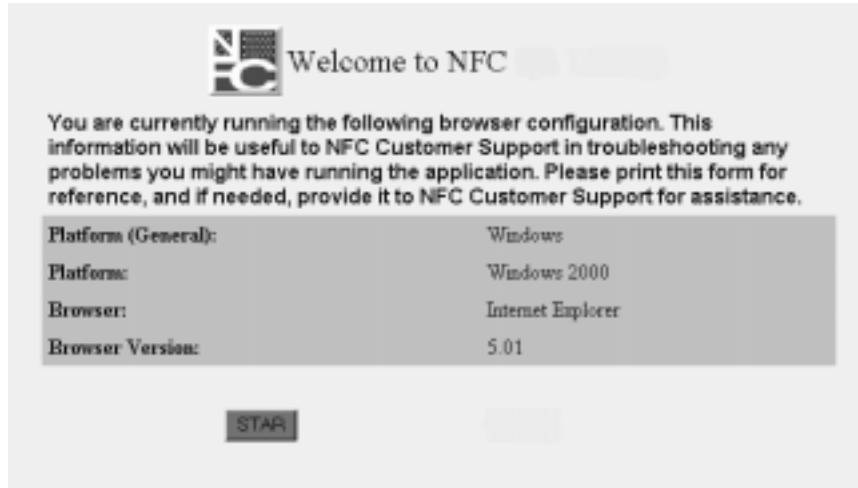 NFC
Welcome to NFC
You are currently running the following browser configuration. This
information will be useful to NFC Customer Support in troubleshooting any
problems you might have running the application. Please print this form for
reference, and if needed, provide it to NFC Customer Support for assistance.
Platform (General): Windows
Platform: Windows 2000
Browser: Internet Explorer
Browser Version: 5.01
STAR